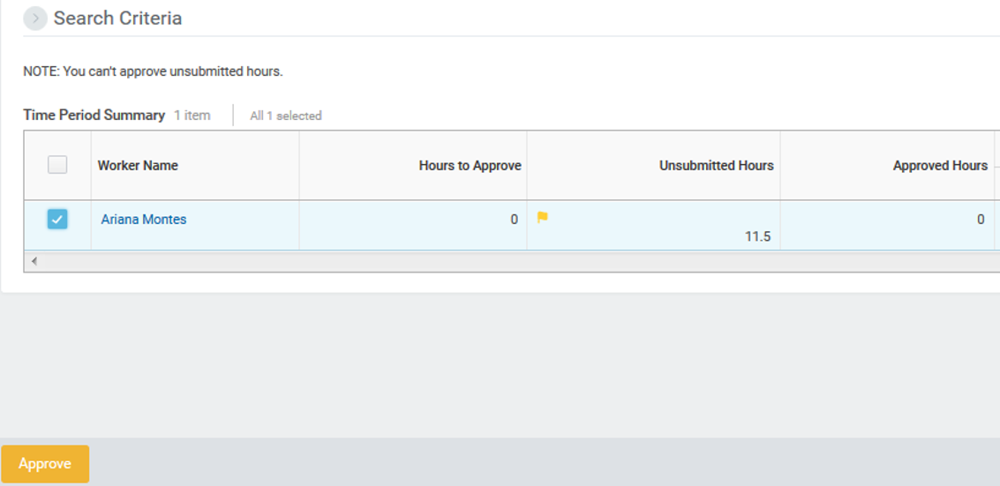 Search Criteria
NOTE: You can't approve unsubmitted hours.
Time Period Summary 1 item All 1 selected
Worker Name Hours to Approve Unsubmitted Hours Approved Hours
Ariana Montes 0 0
11.5
Approve